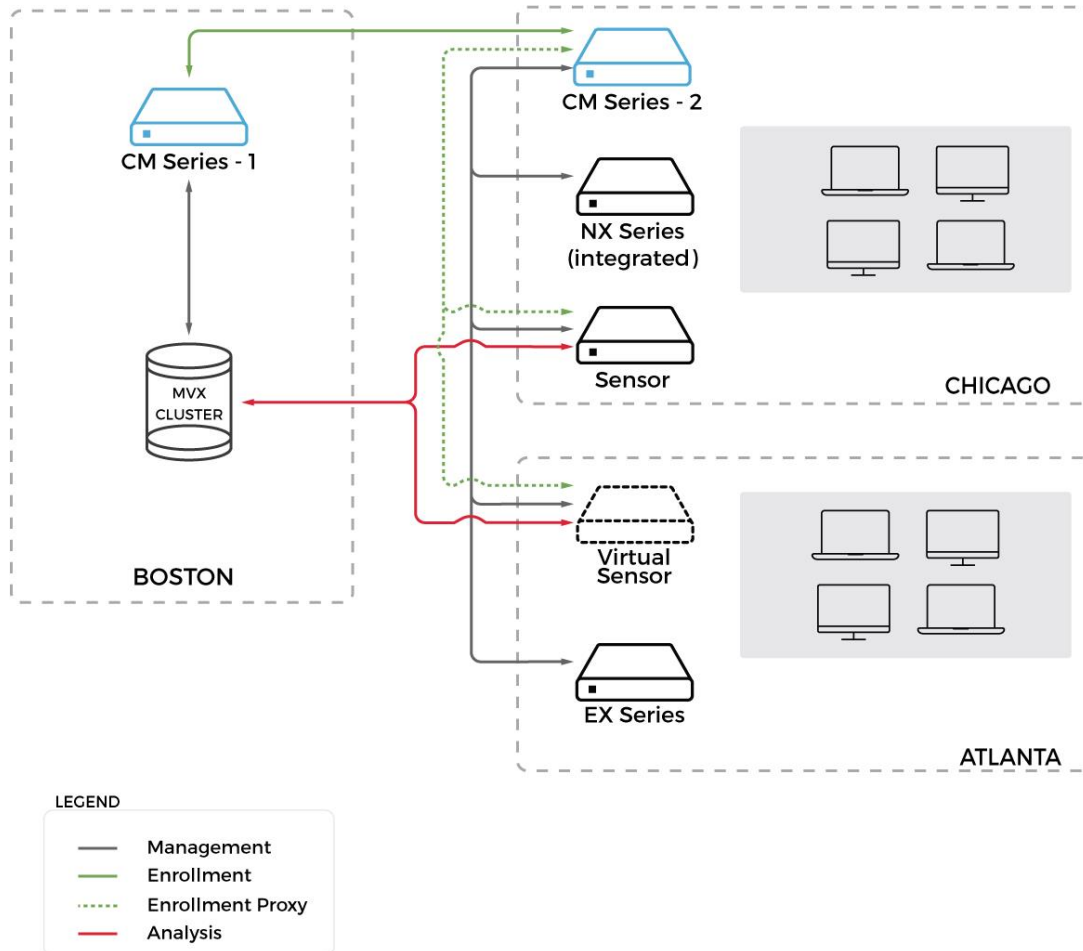 CM Series - 1
MVX
CLUSTER
BOSTON
CM Series - 2
NX Series
(integrated)
Sensor
CHICAGO
Virtual
Sensor
EX Series
ATLANTA
LEGEND
Management
Enrollment
Enrollment Proxy
Analysis